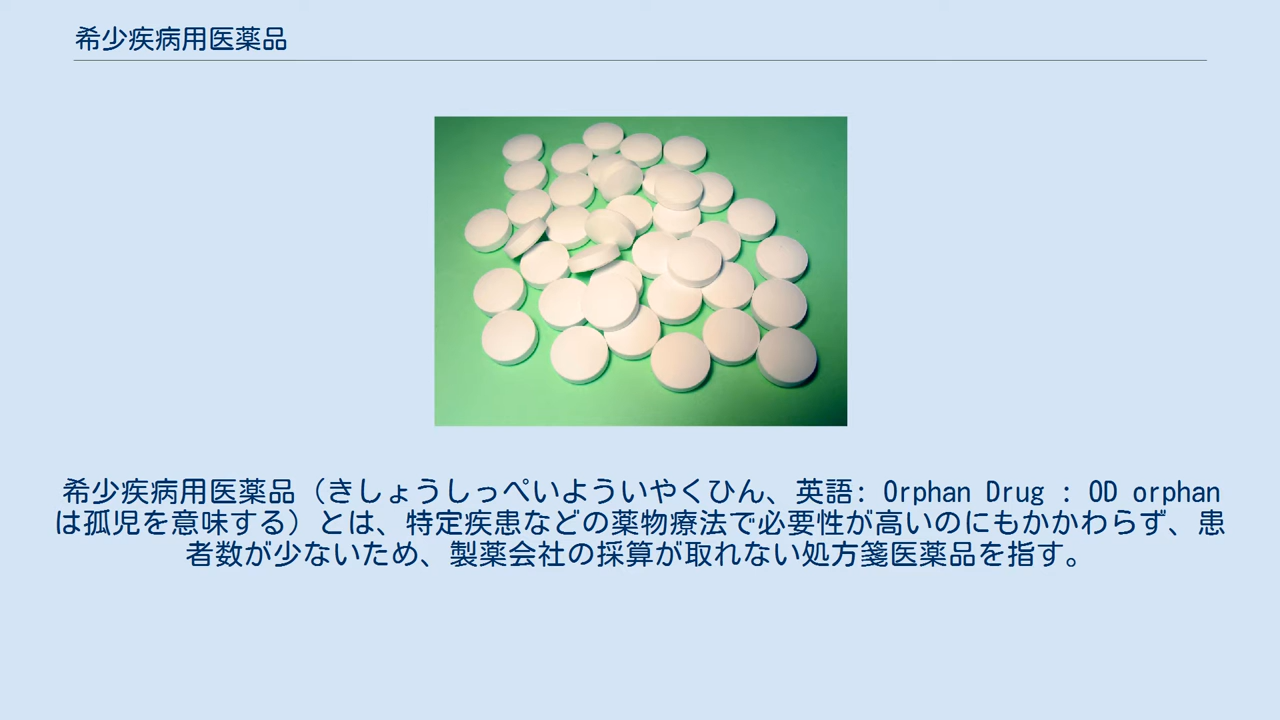 希少疾病用医薬品
希少疾病用医薬品（きしょうしっぺいよういやくひん、英語: Orphan Drug : OD orphan
は孤児を意味する）とは、特定疾患などの薬物療法で必要性が高いのにもかかわらず、患
者数が少ないため、製薬会社の採算が取れない処方箋医薬品を指す。